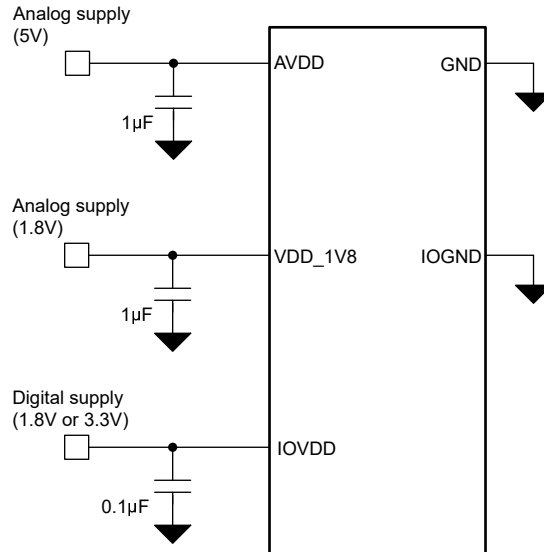 Analog supply
(5V)
AVDD
GND
1µF
Analog supply
(1.8V)
VDD_1V8
IOGND
1µF
Digital supply
(1.8V or 3.3V)
IOVDD
0.1µF